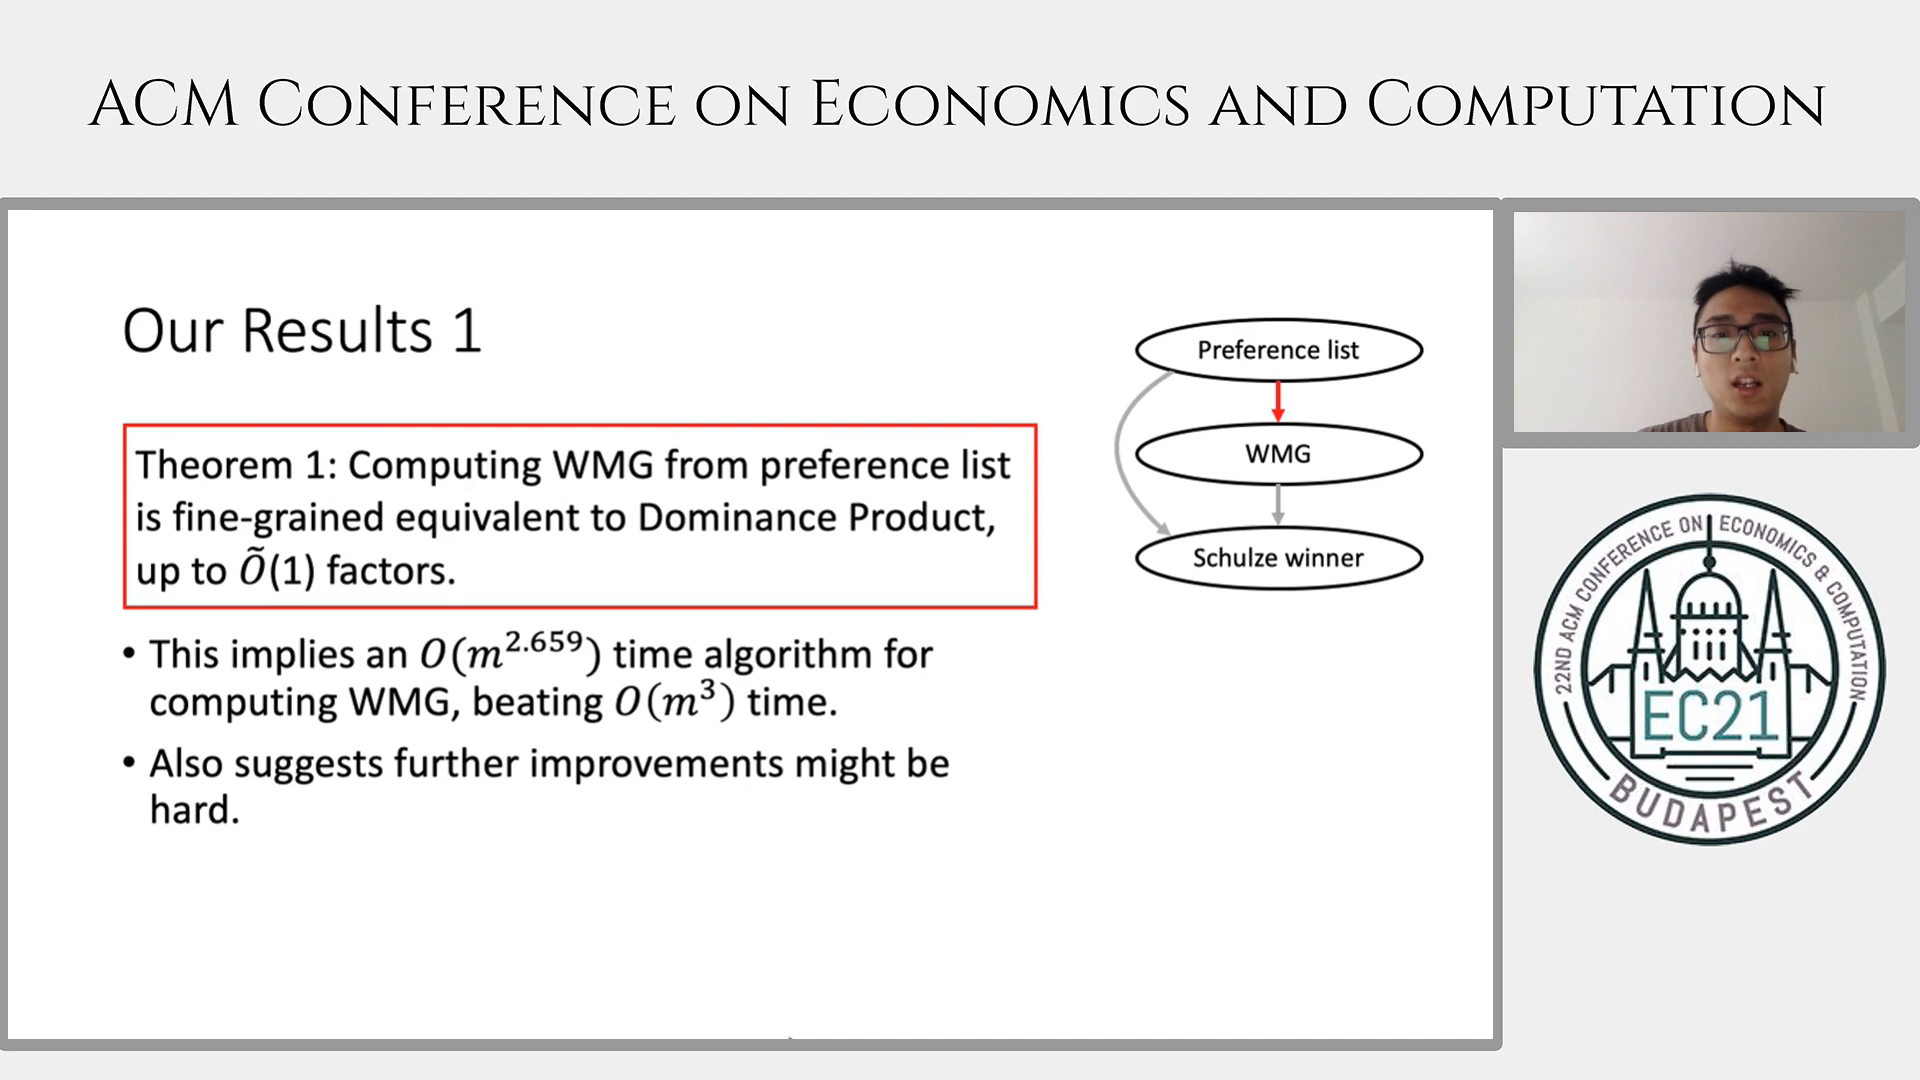 ACM Conference on Economics and Computation
Our Results 1
Theorem 1: Computing WMG from preference list
is fine-grained equivalent to Dominance Product,
up to Õ(1) factors.
• This implies an O(m^2.659) time algorithm for
computing WMG, beating O(m^3) time.
• Also suggests further improvements might be
hard.
Preference list
WMG
Schulze winner
22ND ACM CONFERENCE ON ECONOMICS & COMPUTATION
EC21
BUDAPEST